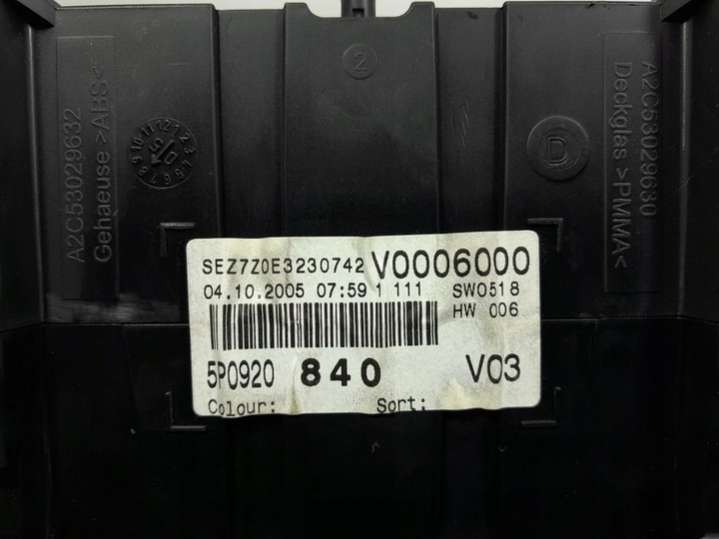 A2C53029632
Gehaeuse >ABS<
2
D
A2C53029630
Deckglas >PMMA<
SEZ7Z0E3230742 V0006000
04.10.2005 07:59 1 111 SW0518
HW 006
5P0920 840 V03
Colour: Sort: